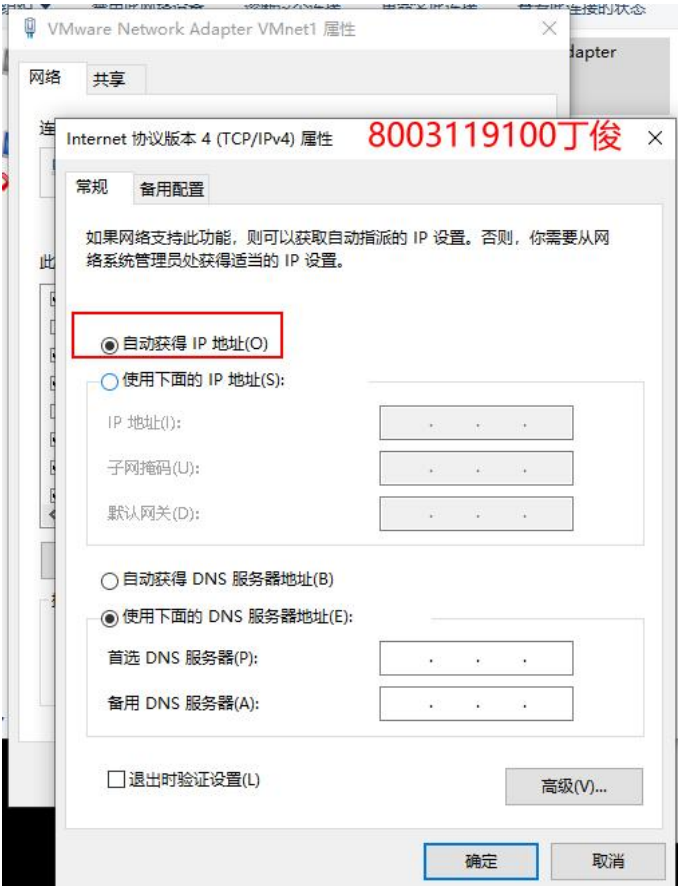 VMware Network Adapter VMnet1 属性
dapter
网络
共享
Internet 协议版本 4 (TCP/IPv4) 属性
8003119100丁俊
常规
备用配置
如果网络支持此功能，则可以获取自动指派的 IP 设置。否则，你需要从网
络系统管理员处获得适当的 IP 设置。
自动获得 IP 地址(O)
使用下面的 IP 地址(S):
IP 地址(I):
子网掩码(U):
默认网关(D):
自动获得 DNS 服务器地址(B)
使用下面的 DNS 服务器地址(E):
首选 DNS 服务器(P):
备用 DNS 服务器(A):
退出时验证设置(L)
高级(V)...
确定
取消